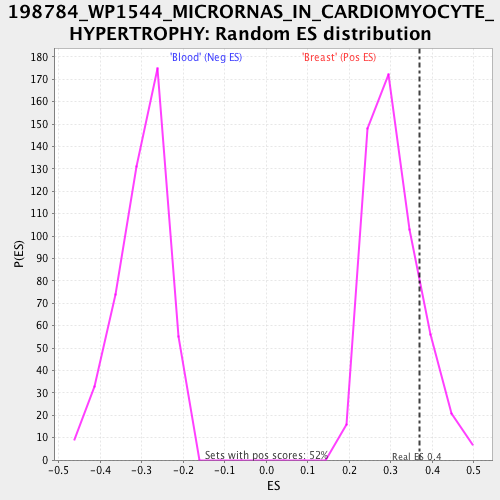 198784_WP1544_MICRORNAS_IN_CARDIOMYOCYTE_
HYPERTROPHY: Random ES distribution
'Blood' (Neg ES) 'Breast' (Pos ES)
180
170
160
150
140
130
120
110
100
90
80
70
60
50
40
30
20
10
0
P(ES)
Sets with pos scores: 52%
Real ES 0.4
-0.5 -0.4 -0.3 -0.2 -0.1 0.0 0.1 0.2 0.3 0.4 0.5
ES